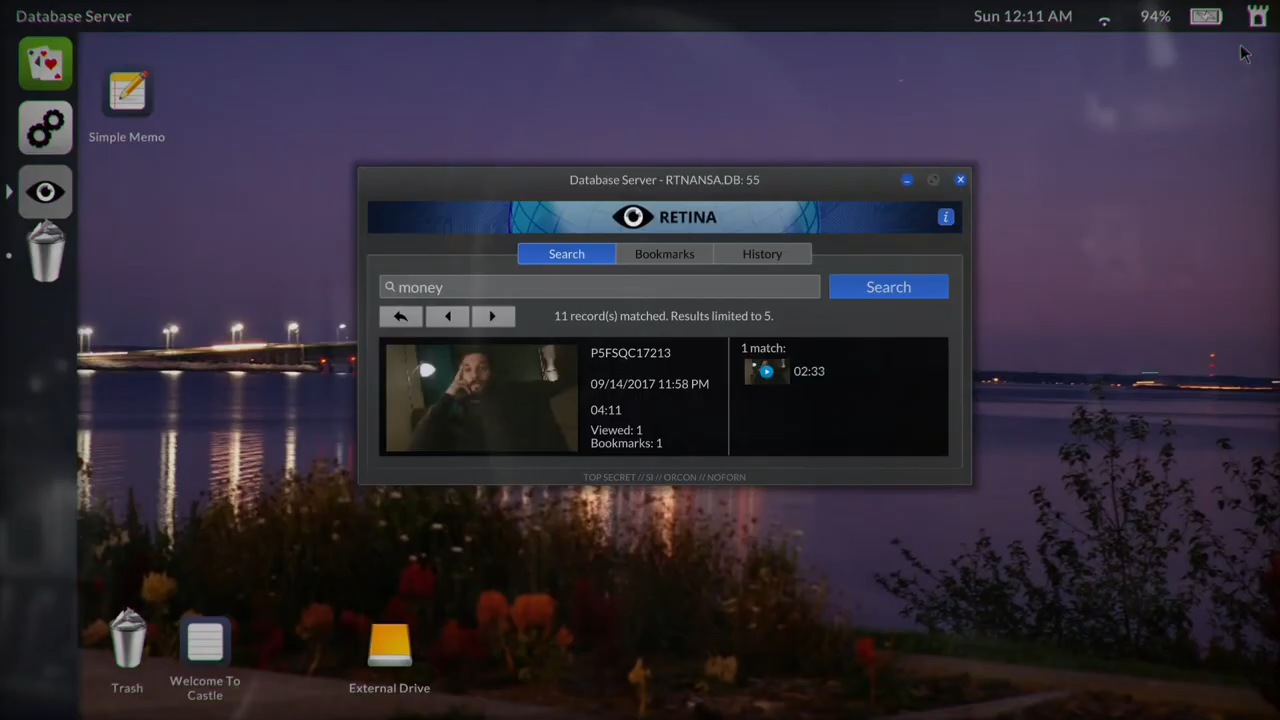 Database Server
Sun 12:11 AM
94%
Simple Memo
Database Server - RTNANSA.DB: 55
RETINA
i
Search
Bookmarks
History
money
Search
11 record(s) matched. Results limited to 5.
P5FSQC17213
09/14/2017 11:58 PM
04:11
Viewed: 1
Bookmarks: 1
1 match:
02:33
TOP SECRET // SI // ORCON // NOFORN
Trash
Welcome To
Castle
External Drive